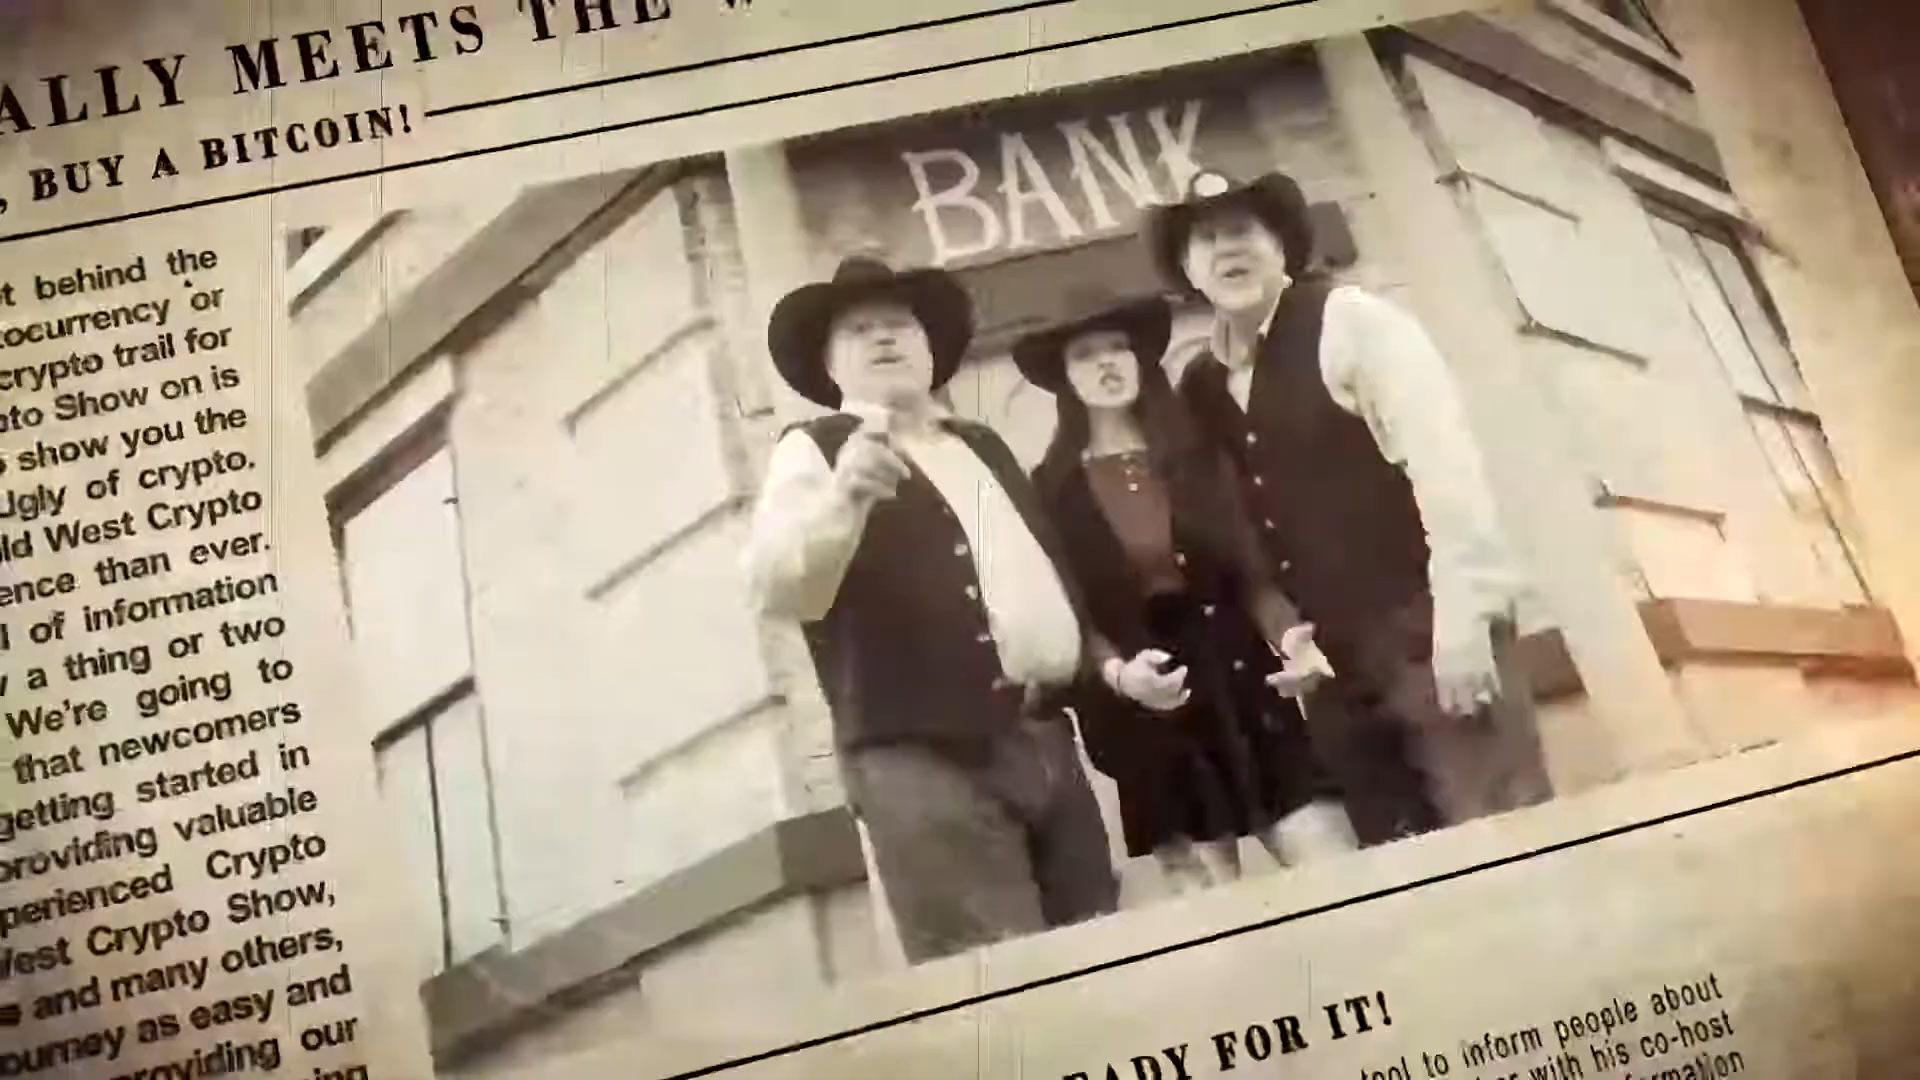 ALLY MEETS THE
, BUY A BITCOIN!
BANK
t behind the
tocurrency or
crypto trail for
pto Show on is
show you the
Ugly of crypto.
ld West Crypto
ence than ever.
l of information
y a thing or two
We're going to
that newcomers
getting started in
providing valuable
perienced Crypto
West Crypto Show,
and many others,
ourney as easy and
providing our
ing
EADY FOR IT!
tool to inform people about
with his co-host
formation